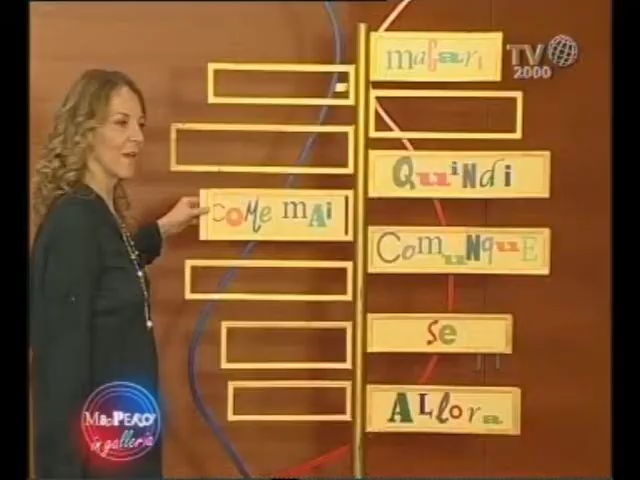 magari
TV
2000
Quindi
COME mAi
ComuNque
Se
ALLora
Ma...PERO'
in galleria